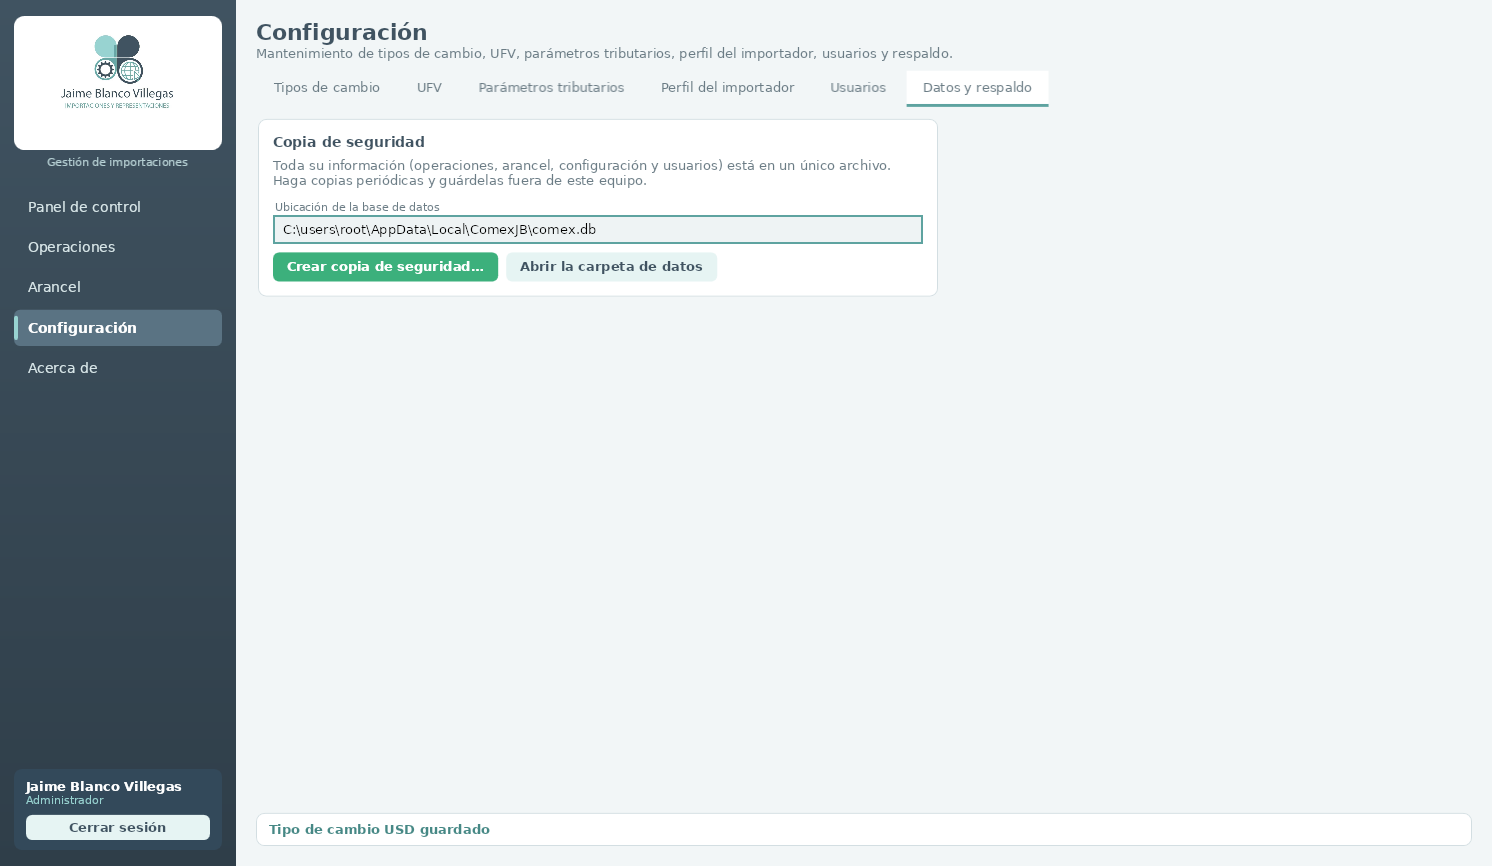 Jaime Blanco Villegas
IMPORTACIONES Y REPRESENTACIONES
Gestión de importaciones
Panel de control
Operaciones
Arancel
Configuración
Acerca de
Jaime Blanco Villegas
Administrador
Cerrar sesión
Configuración
Mantenimiento de tipos de cambio, UFV, parámetros tributarios, perfil del importador, usuarios y respaldo.
Tipos de cambio UFV Parámetros tributarios Perfil del importador Usuarios Datos y respaldo
Copia de seguridad
Toda su información (operaciones, arancel, configuración y usuarios) está en un único archivo.
Haga copias periódicas y guárdelas fuera de este equipo.
Ubicación de la base de datos
C:\users\root\AppData\Local\ComexJB\comex.db
Crear copia de seguridad... Abrir la carpeta de datos
Tipo de cambio USD guardado